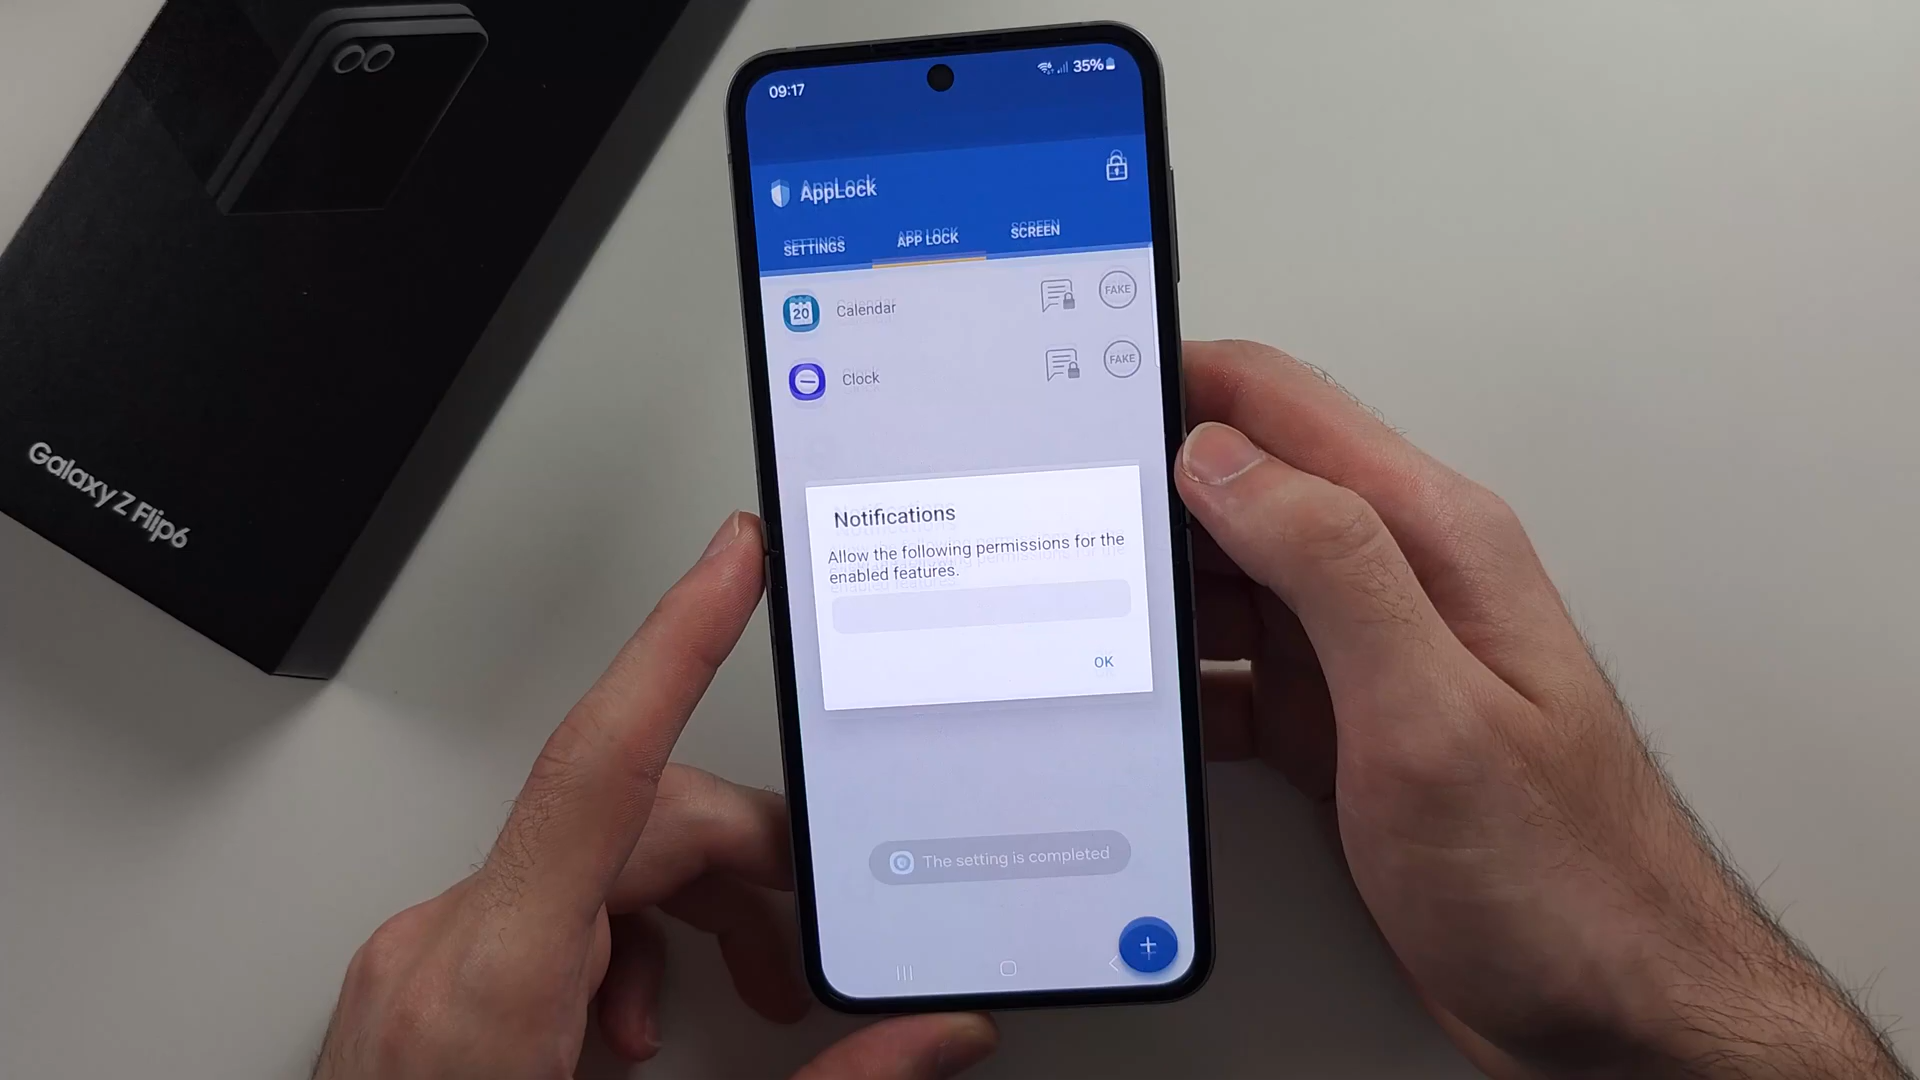 Galaxy Z Flip6
09:17
35%
AppLock
SETTINGS
APP LOCK
SCREEN
20
Calendar
FAKE
Clock
FAKE
Notifications
Allow the following permissions for the
enabled features.
OK
The setting is completed